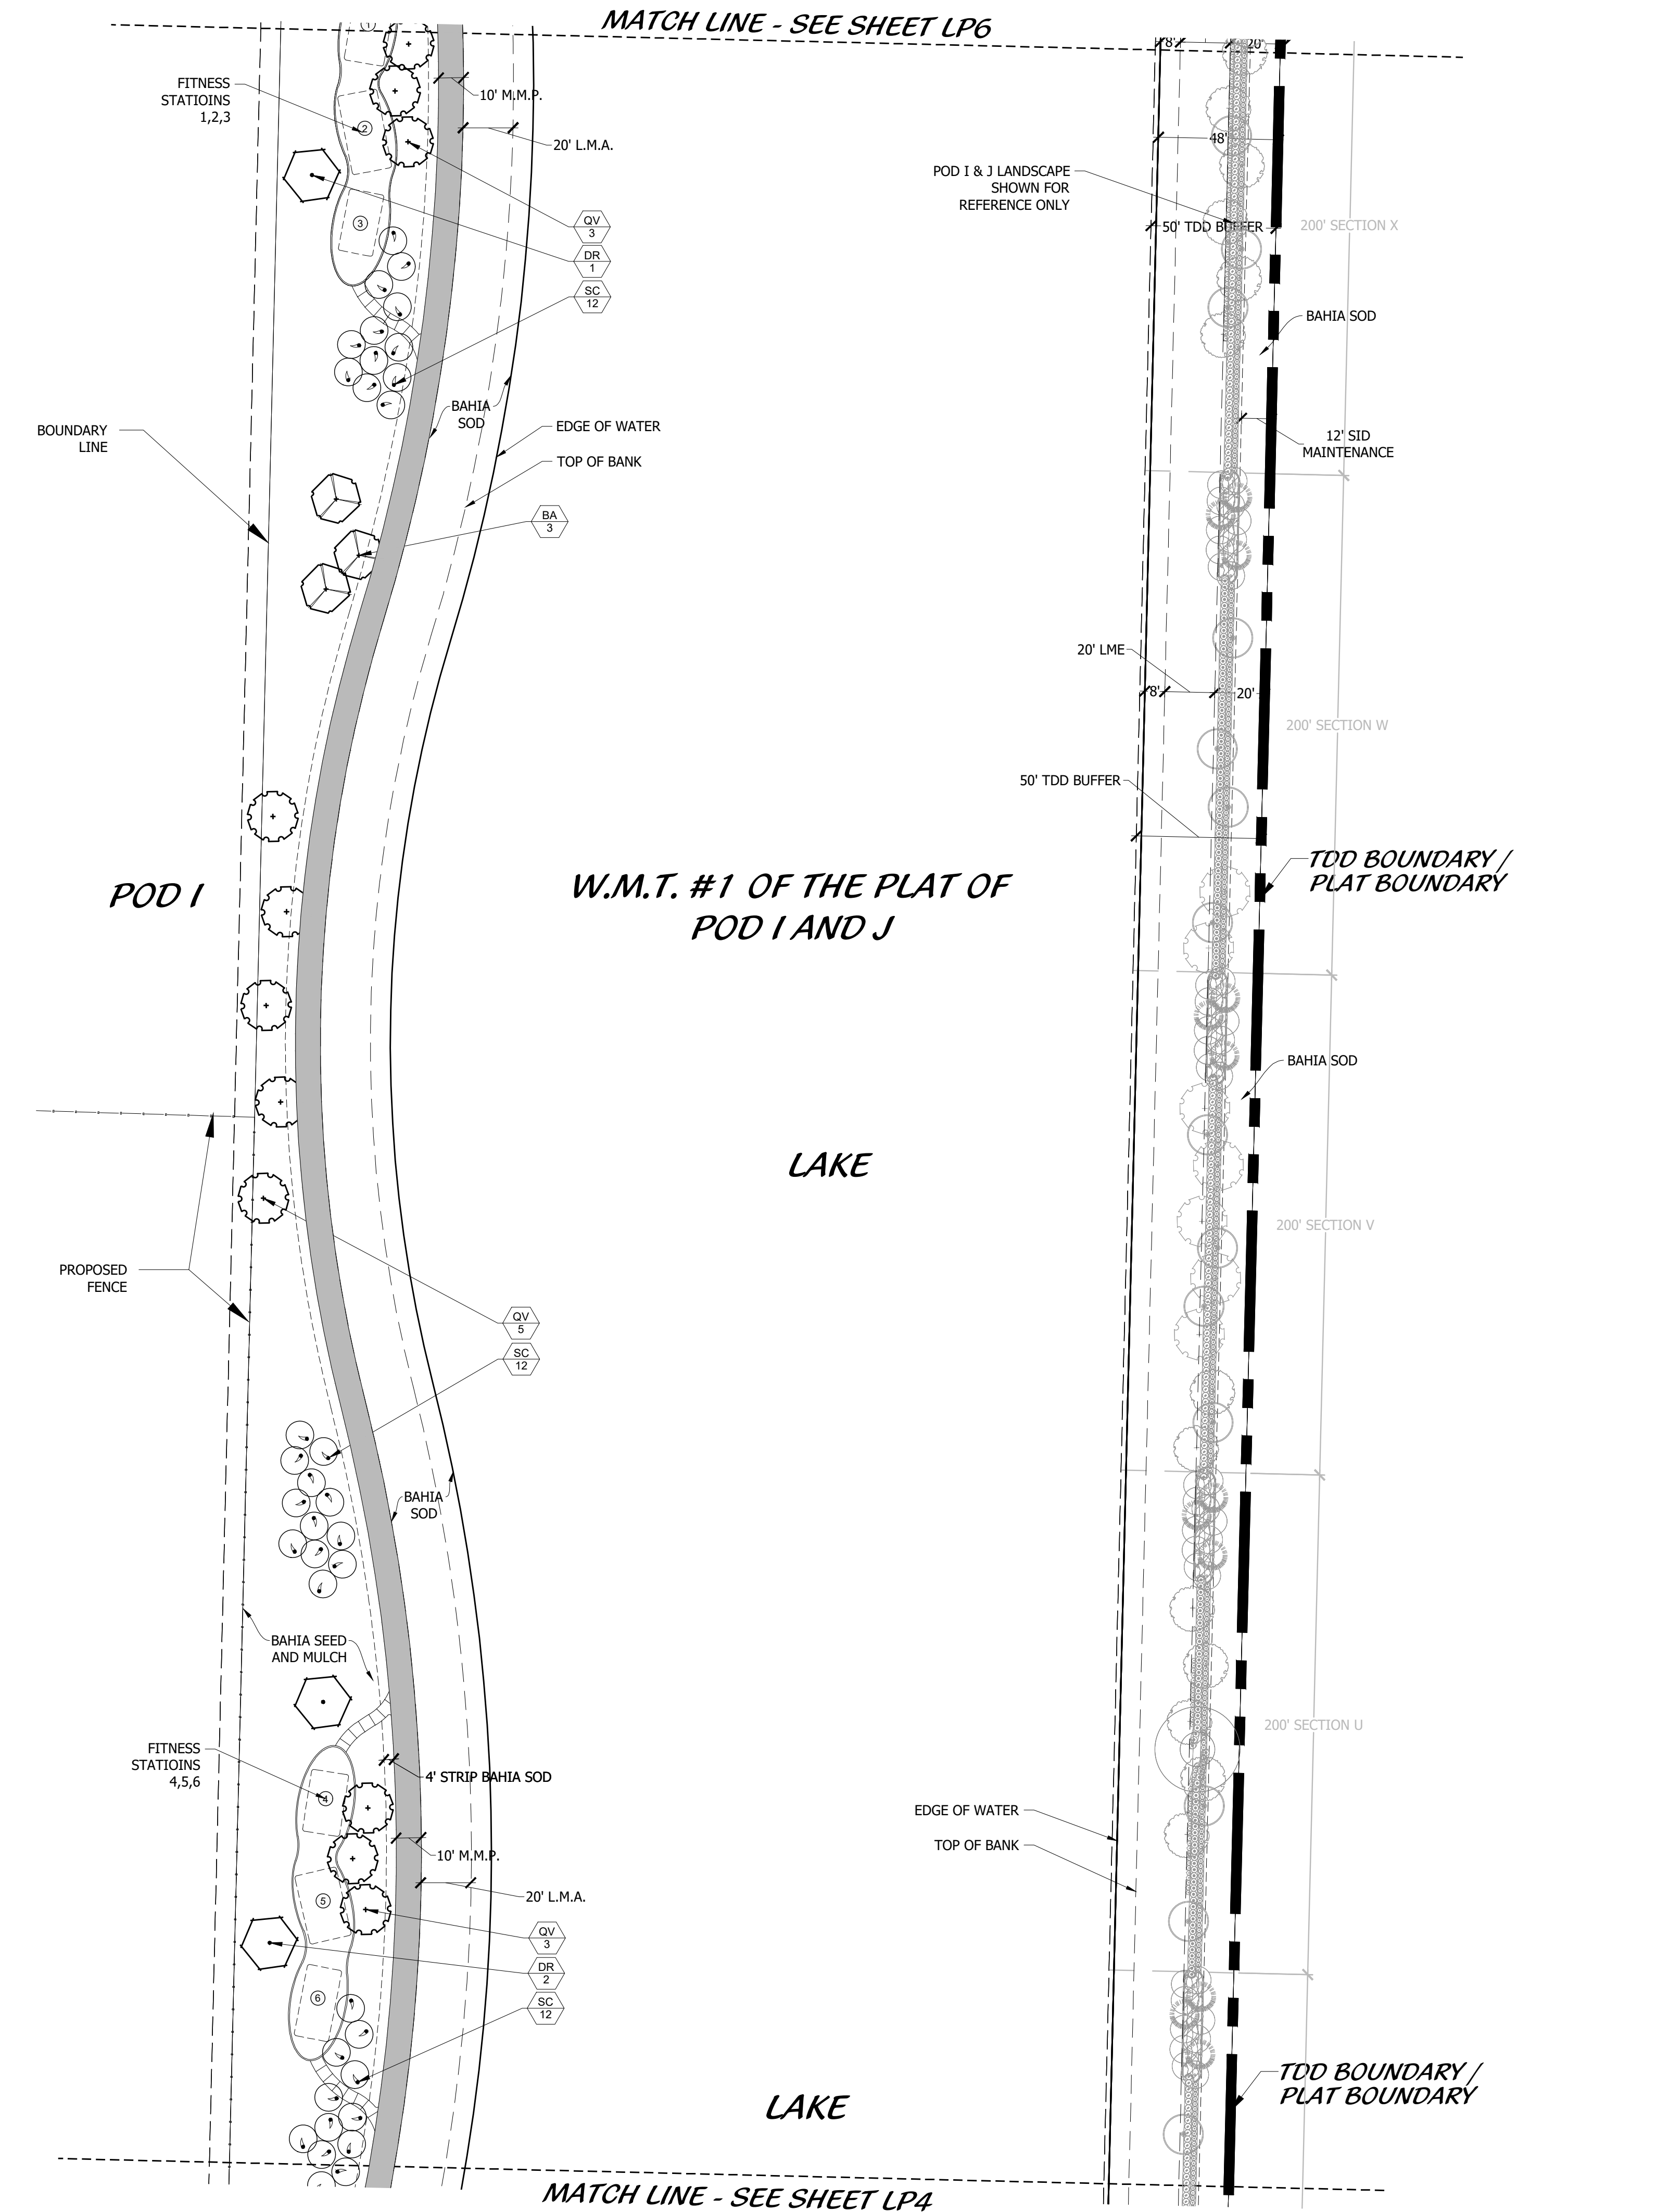 MATCH LINE - SEE SHEET LP6
1
8'
20'
FITNESS
STATIOINS
1,2,3
2
10' M.M.P.
20' L.M.A.
48'
POD I & J LANDSCAPE
SHOWN FOR
REFERENCE ONLY
3
QV
3
DR
1
SC
12
50' TDD BUFFER
200' SECTION X
BAHIA SOD
BAHIA
SOD
EDGE OF WATER
TOP OF BANK
BOUNDARY
LINE
12' SID
MAINTENANCE
BA
3
20' LME
8'
20'
200' SECTION W
50' TDD BUFFER
TDD BOUNDARY /
PLAT BOUNDARY
POD I
W.M.T. #1 OF THE PLAT OF
POD I AND J
BAHIA SOD
LAKE
200' SECTION V
PROPOSED
FENCE
QV
5
SC
12
BAHIA
SOD
BAHIA SEED
AND MULCH
200' SECTION U
FITNESS
STATIOINS
4,5,6
4
4' STRIP BAHIA SOD
EDGE OF WATER
TOP OF BANK
10' M.M.P.
5
20' L.M.A.
QV
3
DR
2
SC
12
6
TDD BOUNDARY /
PLAT BOUNDARY
LAKE
MATCH LINE - SEE SHEET LP4